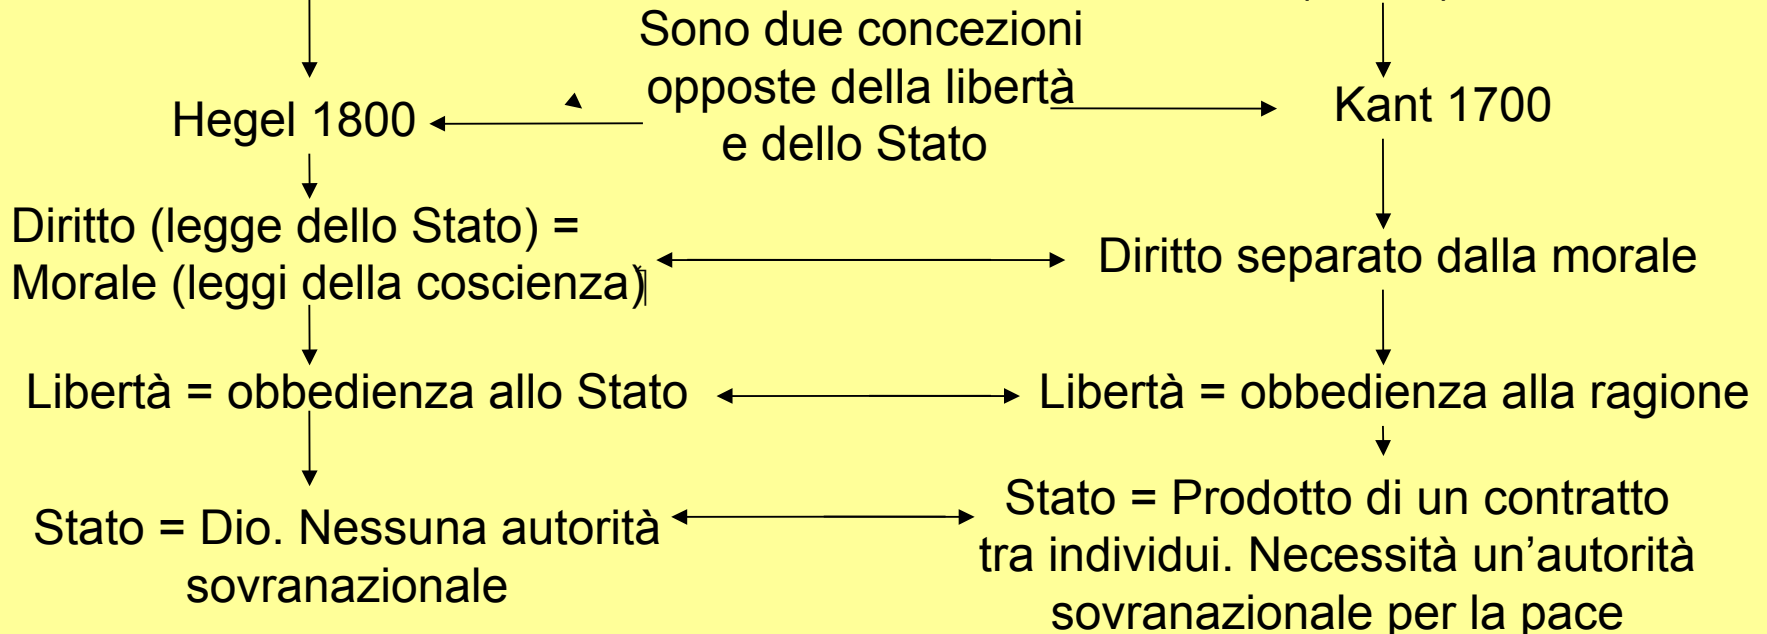 Sono due concezioni
opposte della libertà
e dello Stato
Hegel 1800
Kant 1700
Diritto (legge dello Stato) =
Morale (leggi della coscienza)
Diritto separato dalla morale
Libertà = obbedienza allo Stato
Libertà = obbedienza alla ragione
Stato = Dio. Nessuna autorità
sovranazionale
Stato = Prodotto di un contratto
tra individui. Necessità un’autorità
sovranazionale per la pace